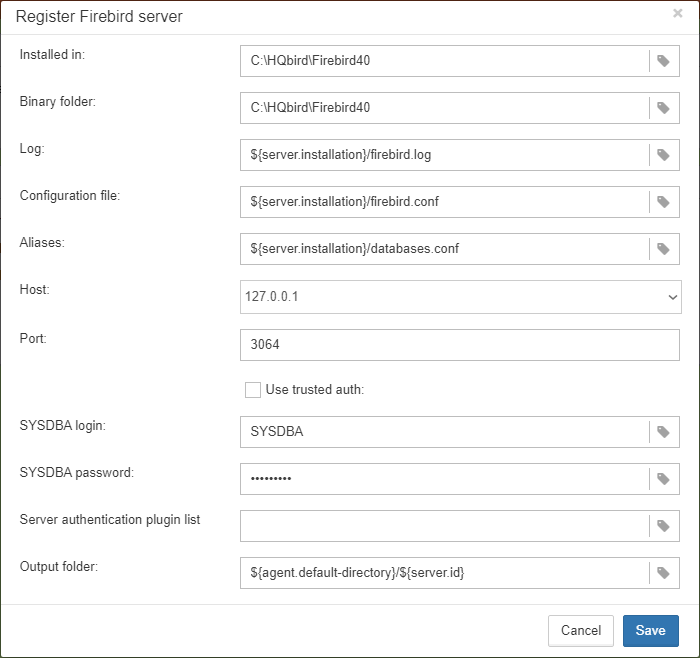 Register Firebird server ×
Installed in: C:\HQbird\Firebird40
Binary folder: C:\HQbird\Firebird40
Log: ${server.installation}/firebird.log
Configuration file: ${server.installation}/firebird.conf
Aliases: ${server.installation}/databases.conf
Host: 127.0.0.1
Port: 3064
Use trusted auth:
SYSDBA login: SYSDBA
SYSDBA password: •••••••••
Server authentication plugin list
Output folder: ${agent.default-directory}/${server.id}
Cancel Save